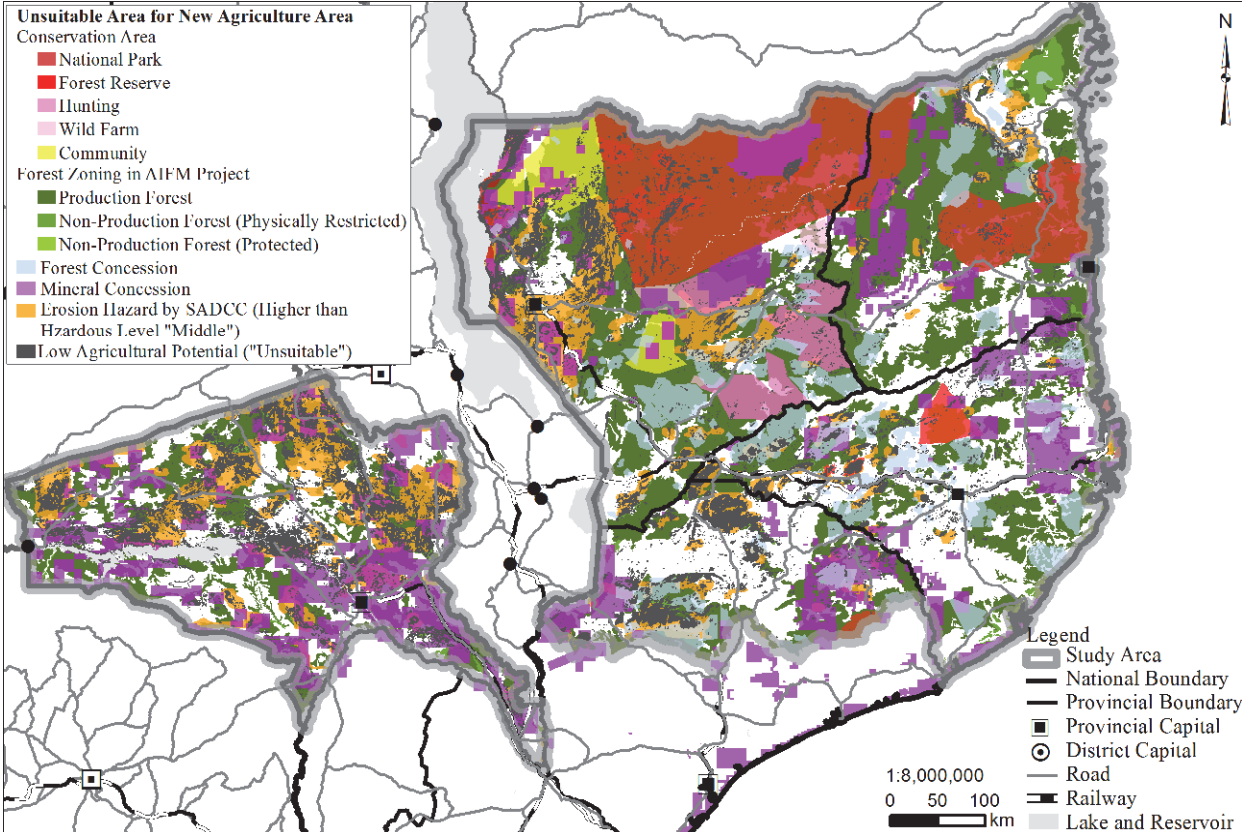 Unsuitable Area for New Agriculture Area
Conservation Area
National Park
Forest Reserve
Hunting
Wild Farm
Community
Forest Zoning in AIFM Project
Production Forest
Non-Production Forest (Physically Restricted)
Non-Production Forest (Protected)
Forest Concession
Mineral Concession
Erosion Hazard by SADCC (Higher than
Hzardous Level "Middle")
Low Agricultural Potential ("Unsuitable")
N
Legend
Study Area
National Boundary
Provincial Boundary
Provincial Capital
District Capital
Road
Railway
Lake and Reservoir
1:8,000,000
0 50 100
km